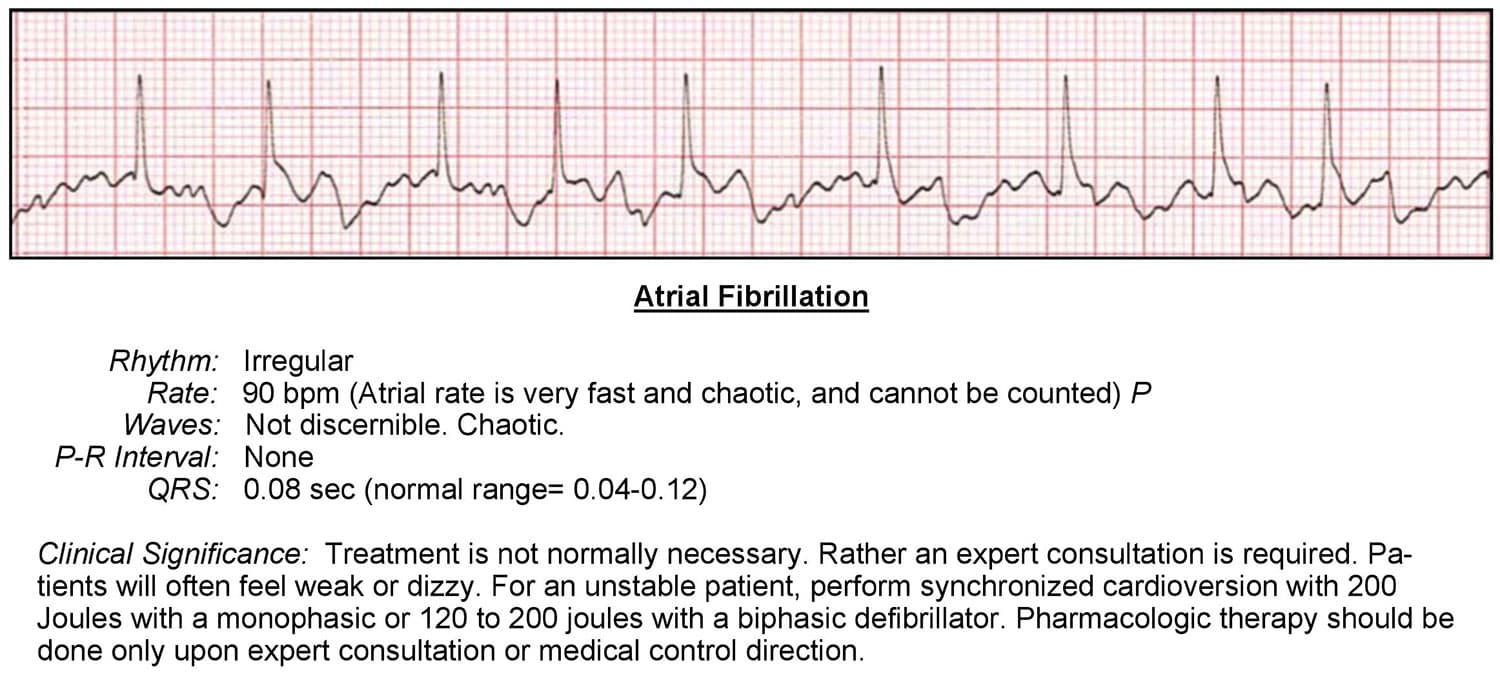 Atrial Fibrillation
Rhythm: Irregular
Rate: 90 bpm (Atrial rate is very fast and chaotic, and cannot be counted) P
Waves: Not discernible. Chaotic.
P-R Interval: None
QRS: 0.08 sec (normal range= 0.04-0.12)
Clinical Significance: Treatment is not normally necessary. Rather an expert consultation is required. Pa-
tients will often feel weak or dizzy. For an unstable patient, perform synchronized cardioversion with 200
Joules with a monophasic or 120 to 200 joules with a biphasic defibrillator. Pharmacologic therapy should be
done only upon expert consultation or medical control direction.